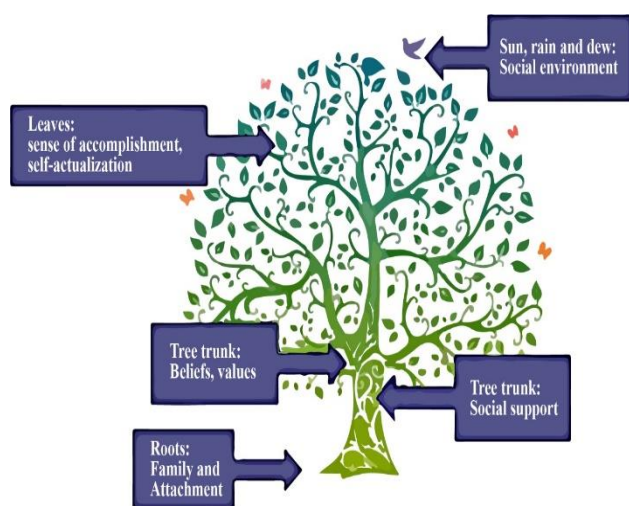 Sun, rain and dew:
Social environment
Leaves:
sense of accomplishment,
self-actualization
Tree trunk:
Beliefs, values
Tree trunk:
Social support
Roots:
Family and
Attachment